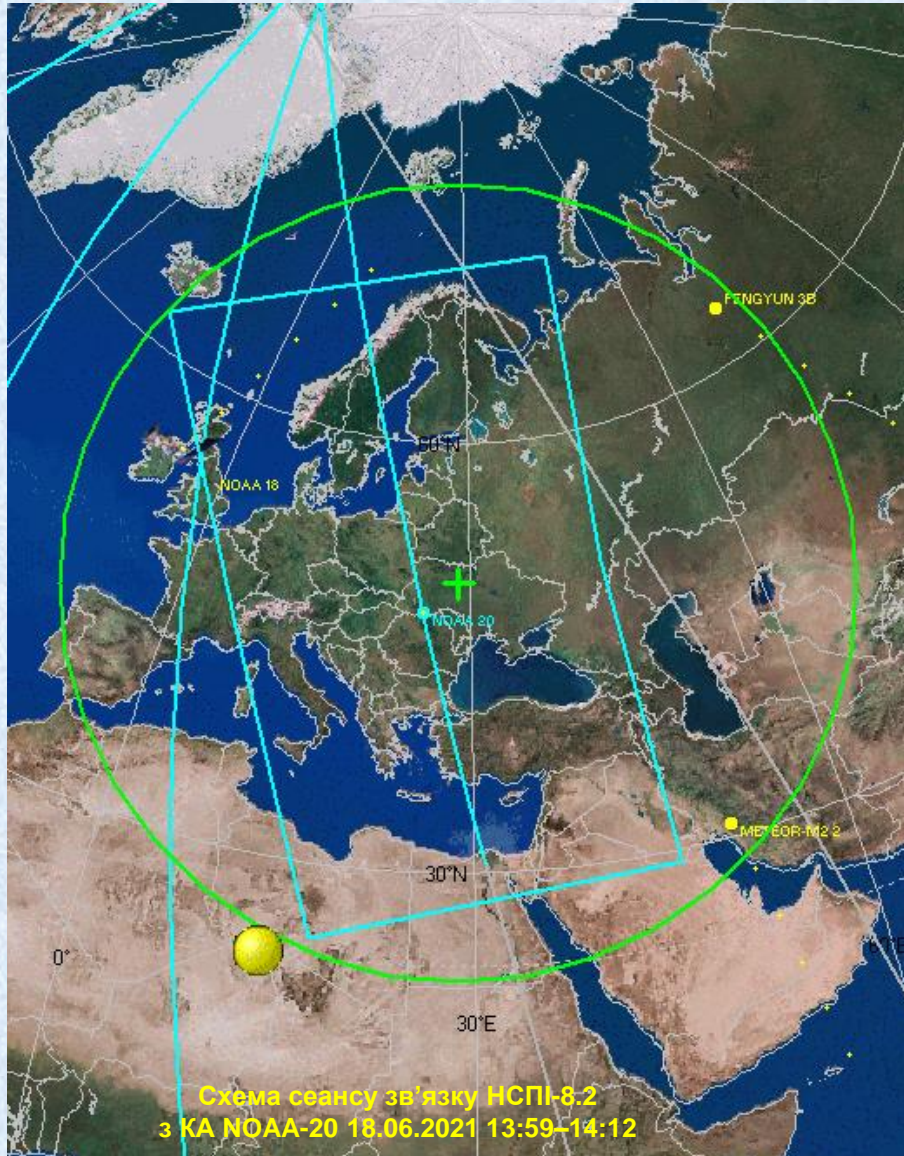 FENGYUN 3B
60°N
NOAA 18
NOAA 20
METEOR-M2 2
30°N
0°
60°E
30°E
Схема сеансу зв’язку НСПІ-8.2
з КА NOAA-20 18.06.2021 13:59–14:12